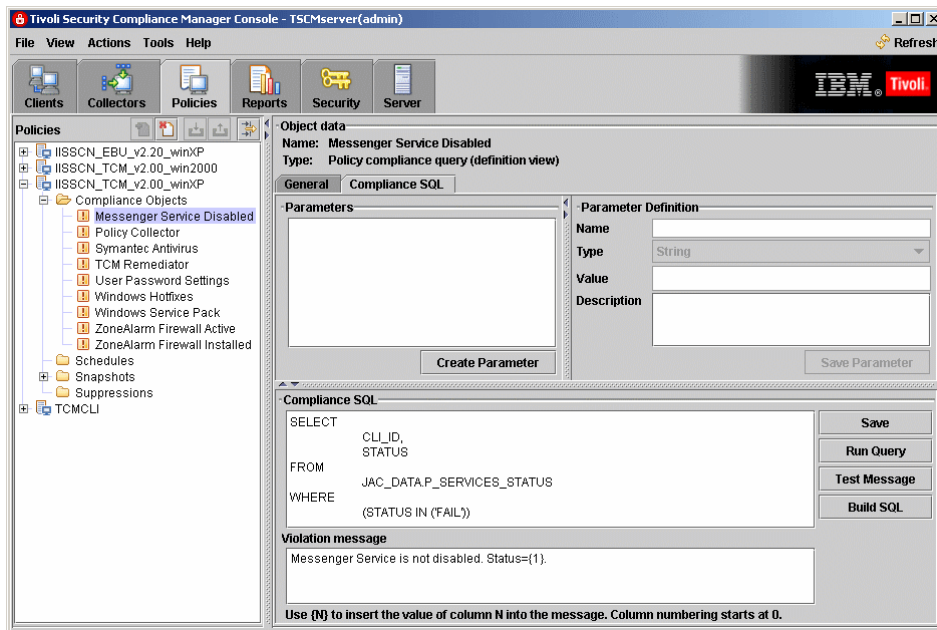 Tivoli Security Compliance Manager Console - TSCMserver(admin)
File View Actions Tools Help
Refresh
Clients Collectors Policies Reports Security Server
IBM. Tivoli.
Policies
IISSCN_EBU_v2.20_winXP
IISSCN_TCM_v2.00_win2000
IISSCN_TCM_v2.00_winXP
Compliance Objects
Messenger Service Disabled
Policy Collector
Symantec Antivirus
TCM Remediator
User Password Settings
Windows Hotfixes
Windows Service Pack
ZoneAlarm Firewall Active
ZoneAlarm Firewall Installed
Schedules
Snapshots
Suppressions
TCMCLI
Object data
Name: Messenger Service Disabled
Type: Policy compliance query (definition view)
General Compliance SQL
Parameters
Create Parameter
Parameter Definition
Name
Type String
Value
Description
Save Parameter
Compliance SQL
SELECT
CLI_ID,
STATUS
FROM
JAC_DATA.P_SERVICES_STATUS
WHERE
(STATUS IN ('FAIL'))
Save
Run Query
Test Message
Build SQL
Violation message
Messenger Service is not disabled. Status={1}.
Use {N} to insert the value of column N into the message. Column numbering starts at 0.